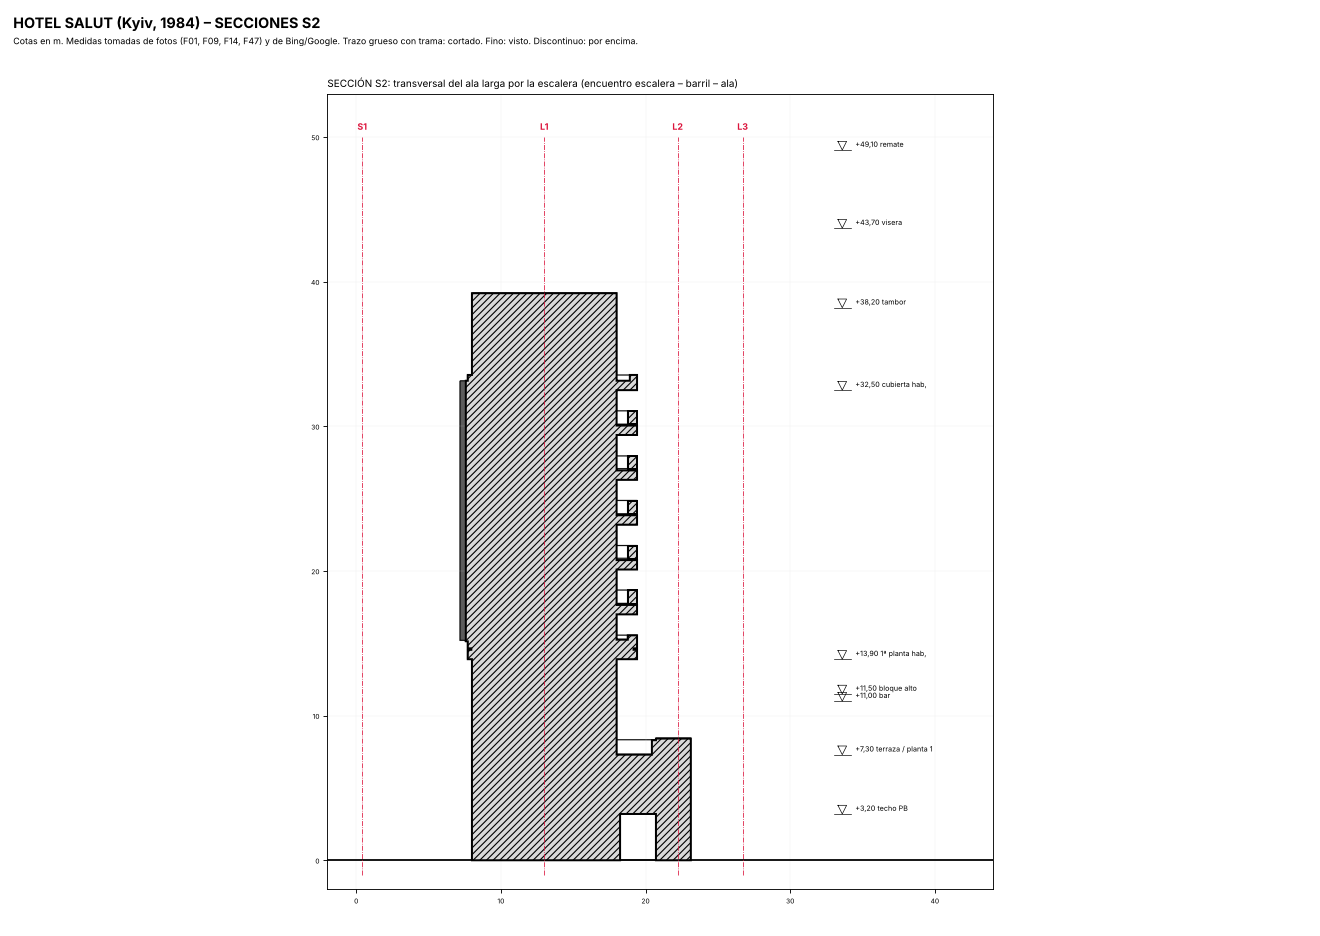 HOTEL SALUT (Kyiv, 1984) – SECCIONES S2
Cotas en m. Medidas tomadas de fotos (F01, F09, F14, F47) y de Bing/Google. Trazo grueso con trama: cortado. Fino: visto. Discontinuo: por encima.
SECCIÓN S2: transversal del ala larga por la escalera (encuentro escalera – barril – ala)
S1
L1
L2
L3
50
+49,10 remate
+43,70 visera
40
+38,20 tambor
+32,50 cubierta hab,
30
20
+13,90 1ª planta hab,
+11,50 bloque alto
+11,00 bar
10
+7,30 terraza / planta 1
+3,20 techo PB
0
0
10
20
30
40